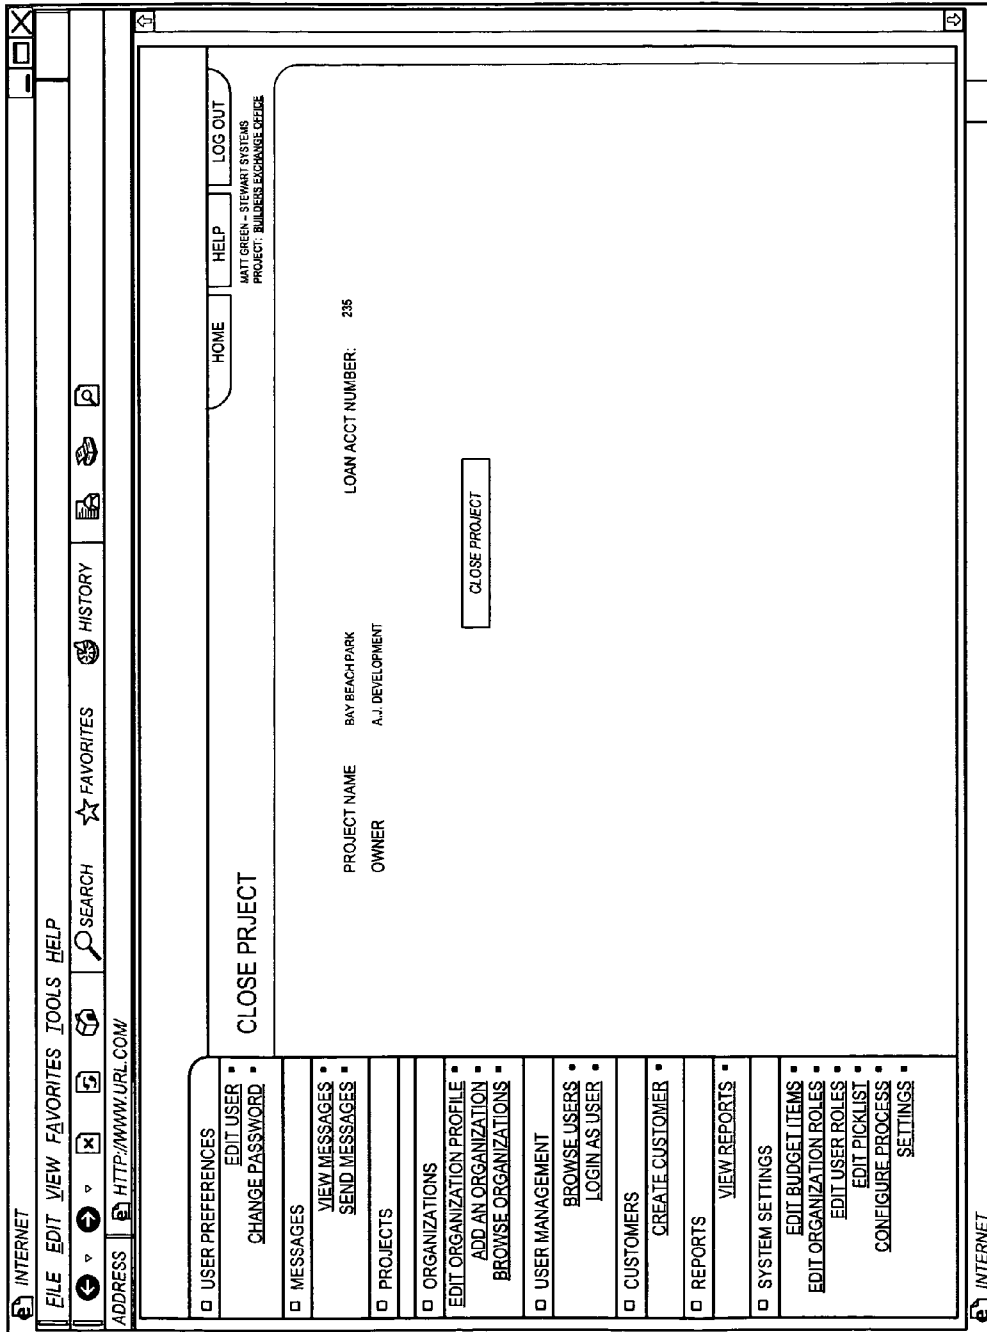 INTERNET
FILE EDIT VIEW FAVORITES TOOLS HELP
SEARCH FAVORITES HISTORY
ADDRESS HTTP://WWW.URL.COM/
HOME HELP LOG OUT
MATT GREEN – STEWART SYSTEMS
PROJECT: BUILDERS EXCHANGE OFFICE
CLOSE PRJECT
USER PREFERENCES
EDIT USER
CHANGE PASSWORD
MESSAGES
VIEW MESSAGES
SEND MESSAGES
PROJECTS
ORGANIZATIONS
EDIT ORGANIZATION PROFILE
ADD AN ORGANIZATION
BROWSE ORGANIZATIONS
USER MANAGEMENT
BROWSE USERS
LOGIN AS USER
CUSTOMERS
CREATE CUSTOMER
REPORTS
VIEW REPORTS
SYSTEM SETTINGS
EDIT BUDGET ITEMS
EDIT ORGANIZATION ROLES
EDIT USER ROLES
EDIT PICKLIST
CONFIGURE PROCESS
SETTINGS
PROJECT NAME BAY BEACH PARK LOAN ACCT NUMBER: 235
OWNER A.J. DEVELOPMENT
CLOSE PROJECT
INTERNET